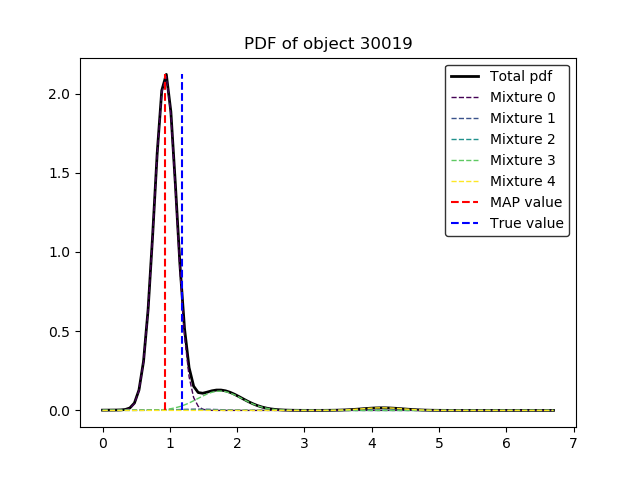 PDF of object 30019
Total pdf
Mixture 0
Mixture 1
Mixture 2
Mixture 3
Mixture 4
MAP value
True value
2.0
1.5
1.0
0.5
0.0
0 1 2 3 4 5 6 7